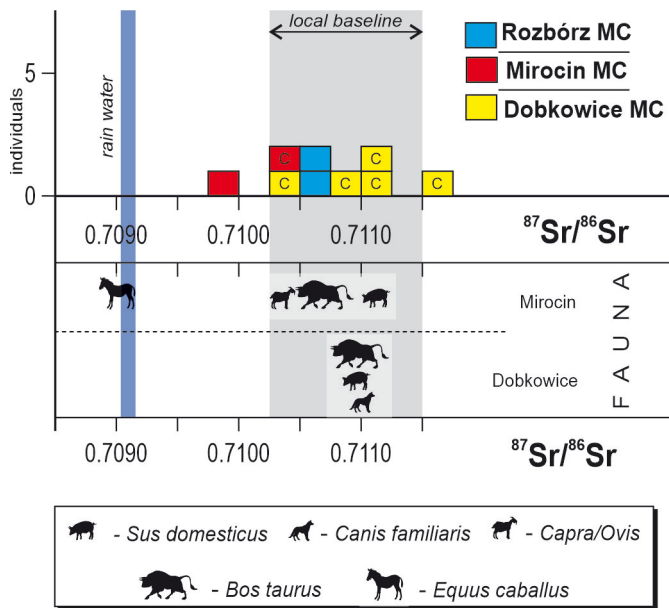 local baseline
Rozbórz MC
Mirocin MC
Dobkowice MC
individuals
5
0
rain water
C
C
C
C
C
C
0.7090
0.7100
0.7110
87Sr/86Sr
Mirocin
Dobkowice
FAUNA
0.7090
0.7100
0.7110
87Sr/86Sr
- Sus domesticus
- Canis familiaris
- Capra/Ovis
- Bos taurus
- Equus caballus